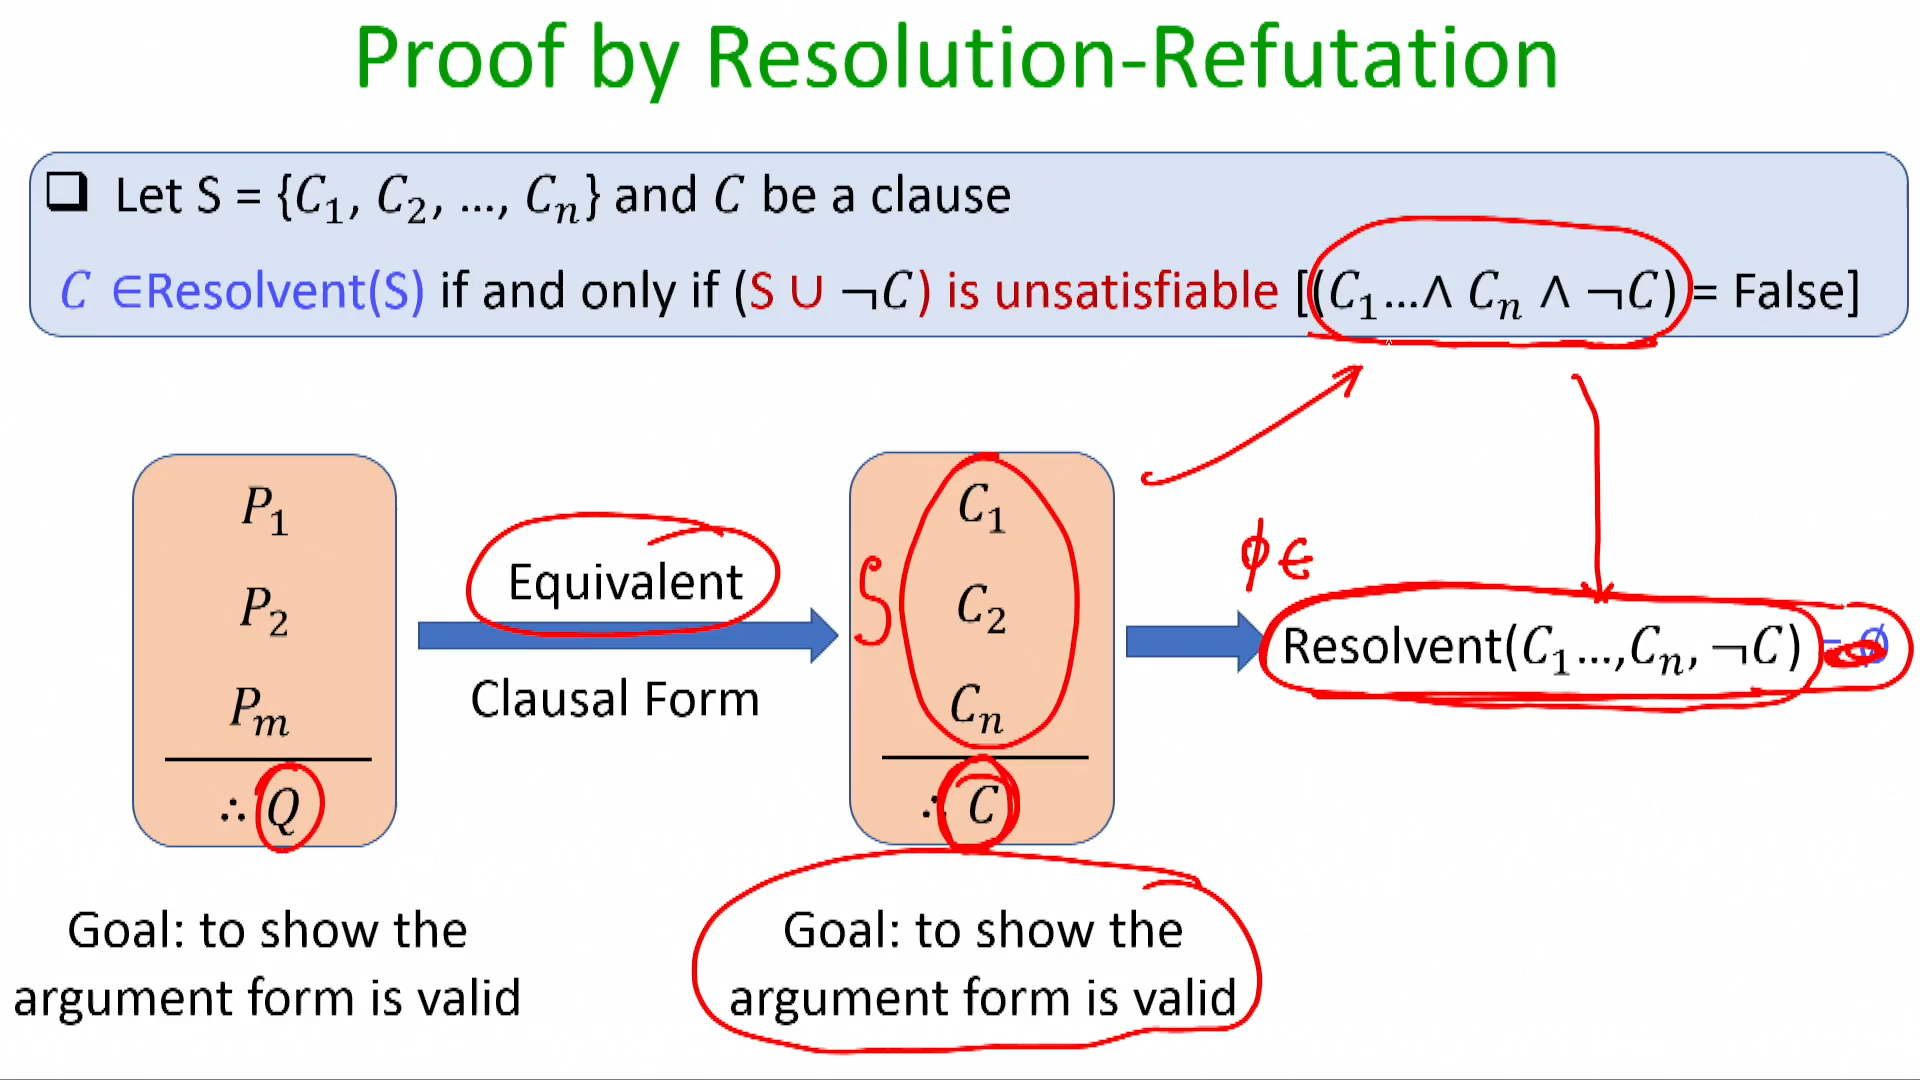 Proof by Resolution-Refutation
❑ Let S = {C₁, C₂, …, Cₙ} and C be a clause
C ∈Resolvent(S) if and only if (S ∪ ¬C) is unsatisfiable [(C₁…∧ Cₙ ∧ ¬C) = False]
P₁
P₂
Pₘ
∴ Q
Goal: to show the
argument form is valid
Equivalent
Clausal Form
S
C₁
C₂
Cₙ
∴ C
Goal: to show the
argument form is valid
ϕ ∈
Resolvent(C₁…,Cₙ, ¬C) = ∅